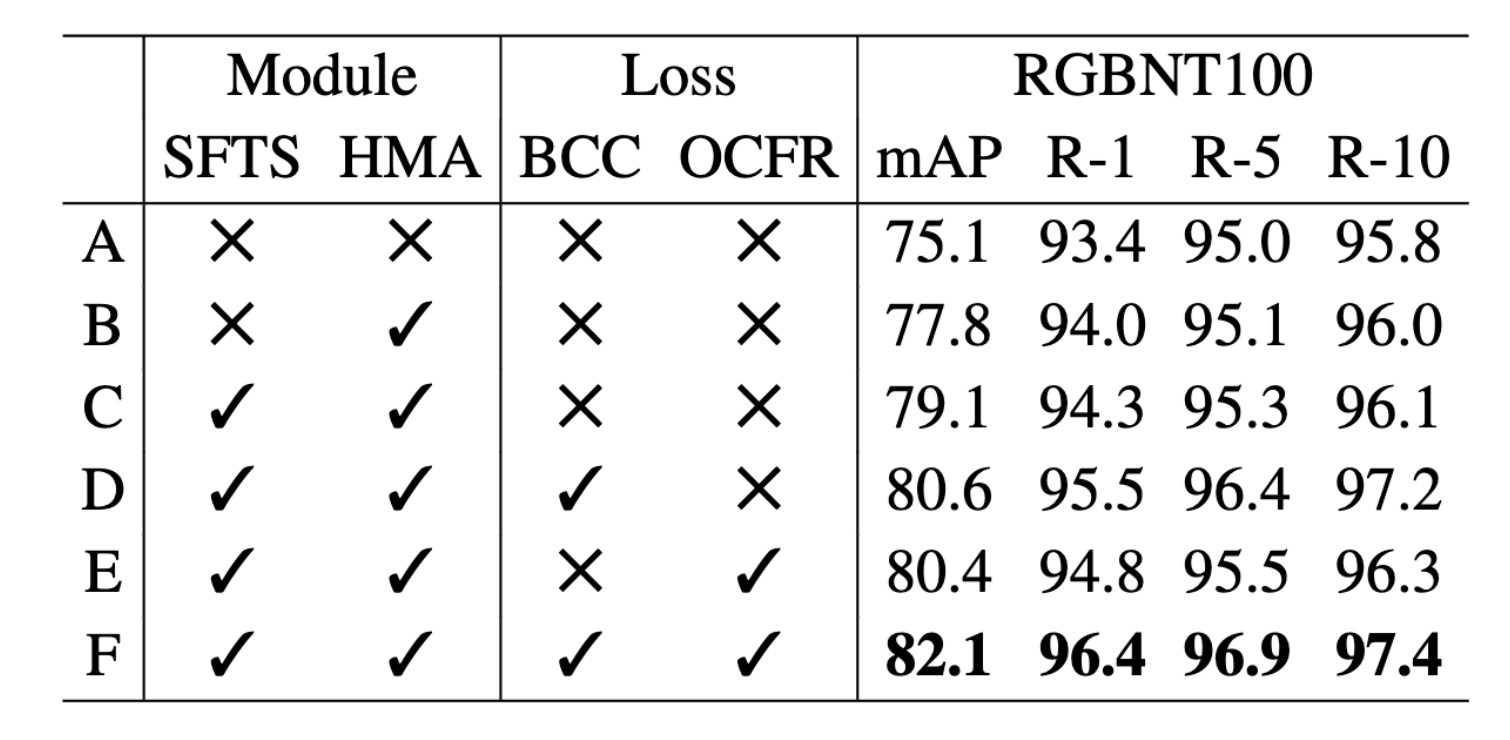 Module Loss RGBNT100
SFTS HMA BCC OCFR mAP R-1 R-5 R-10
A ✕ ✕ ✕ ✕ 75.1 93.4 95.0 95.8
B ✕ ✓ ✕ ✕ 77.8 94.0 95.1 96.0
C ✓ ✓ ✕ ✕ 79.1 94.3 95.3 96.1
D ✓ ✓ ✓ ✕ 80.6 95.5 96.4 97.2
E ✓ ✓ ✕ ✓ 80.4 94.8 95.5 96.3
F ✓ ✓ ✓ ✓ 82.1 96.4 96.9 97.4